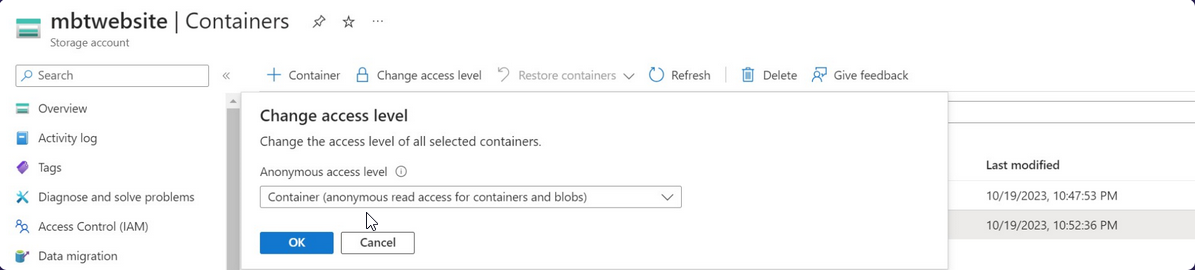 mbtwebsite | Containers
Storage account
Search
Container Change access level Restore containers Refresh Delete Give feedback
Overview
Activity log
Tags
Diagnose and solve problems
Access Control (IAM)
Data migration
Change access level
Change the access level of all selected containers.
Anonymous access level
Container (anonymous read access for containers and blobs)
OK Cancel
Last modified
10/19/2023, 10:47:53 PM
10/19/2023, 10:52:36 PM